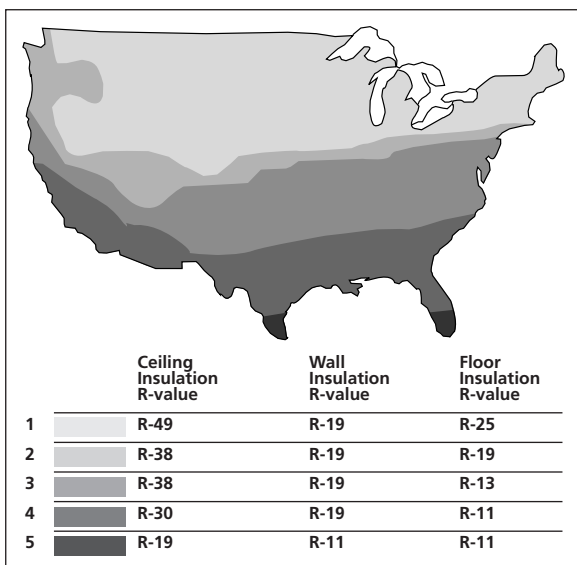 Ceiling Insulation R-value Wall Insulation R-value Floor Insulation R-value
1 R-49 R-19 R-25
2 R-38 R-19 R-19
3 R-38 R-19 R-13
4 R-30 R-19 R-11
5 R-19 R-11 R-11